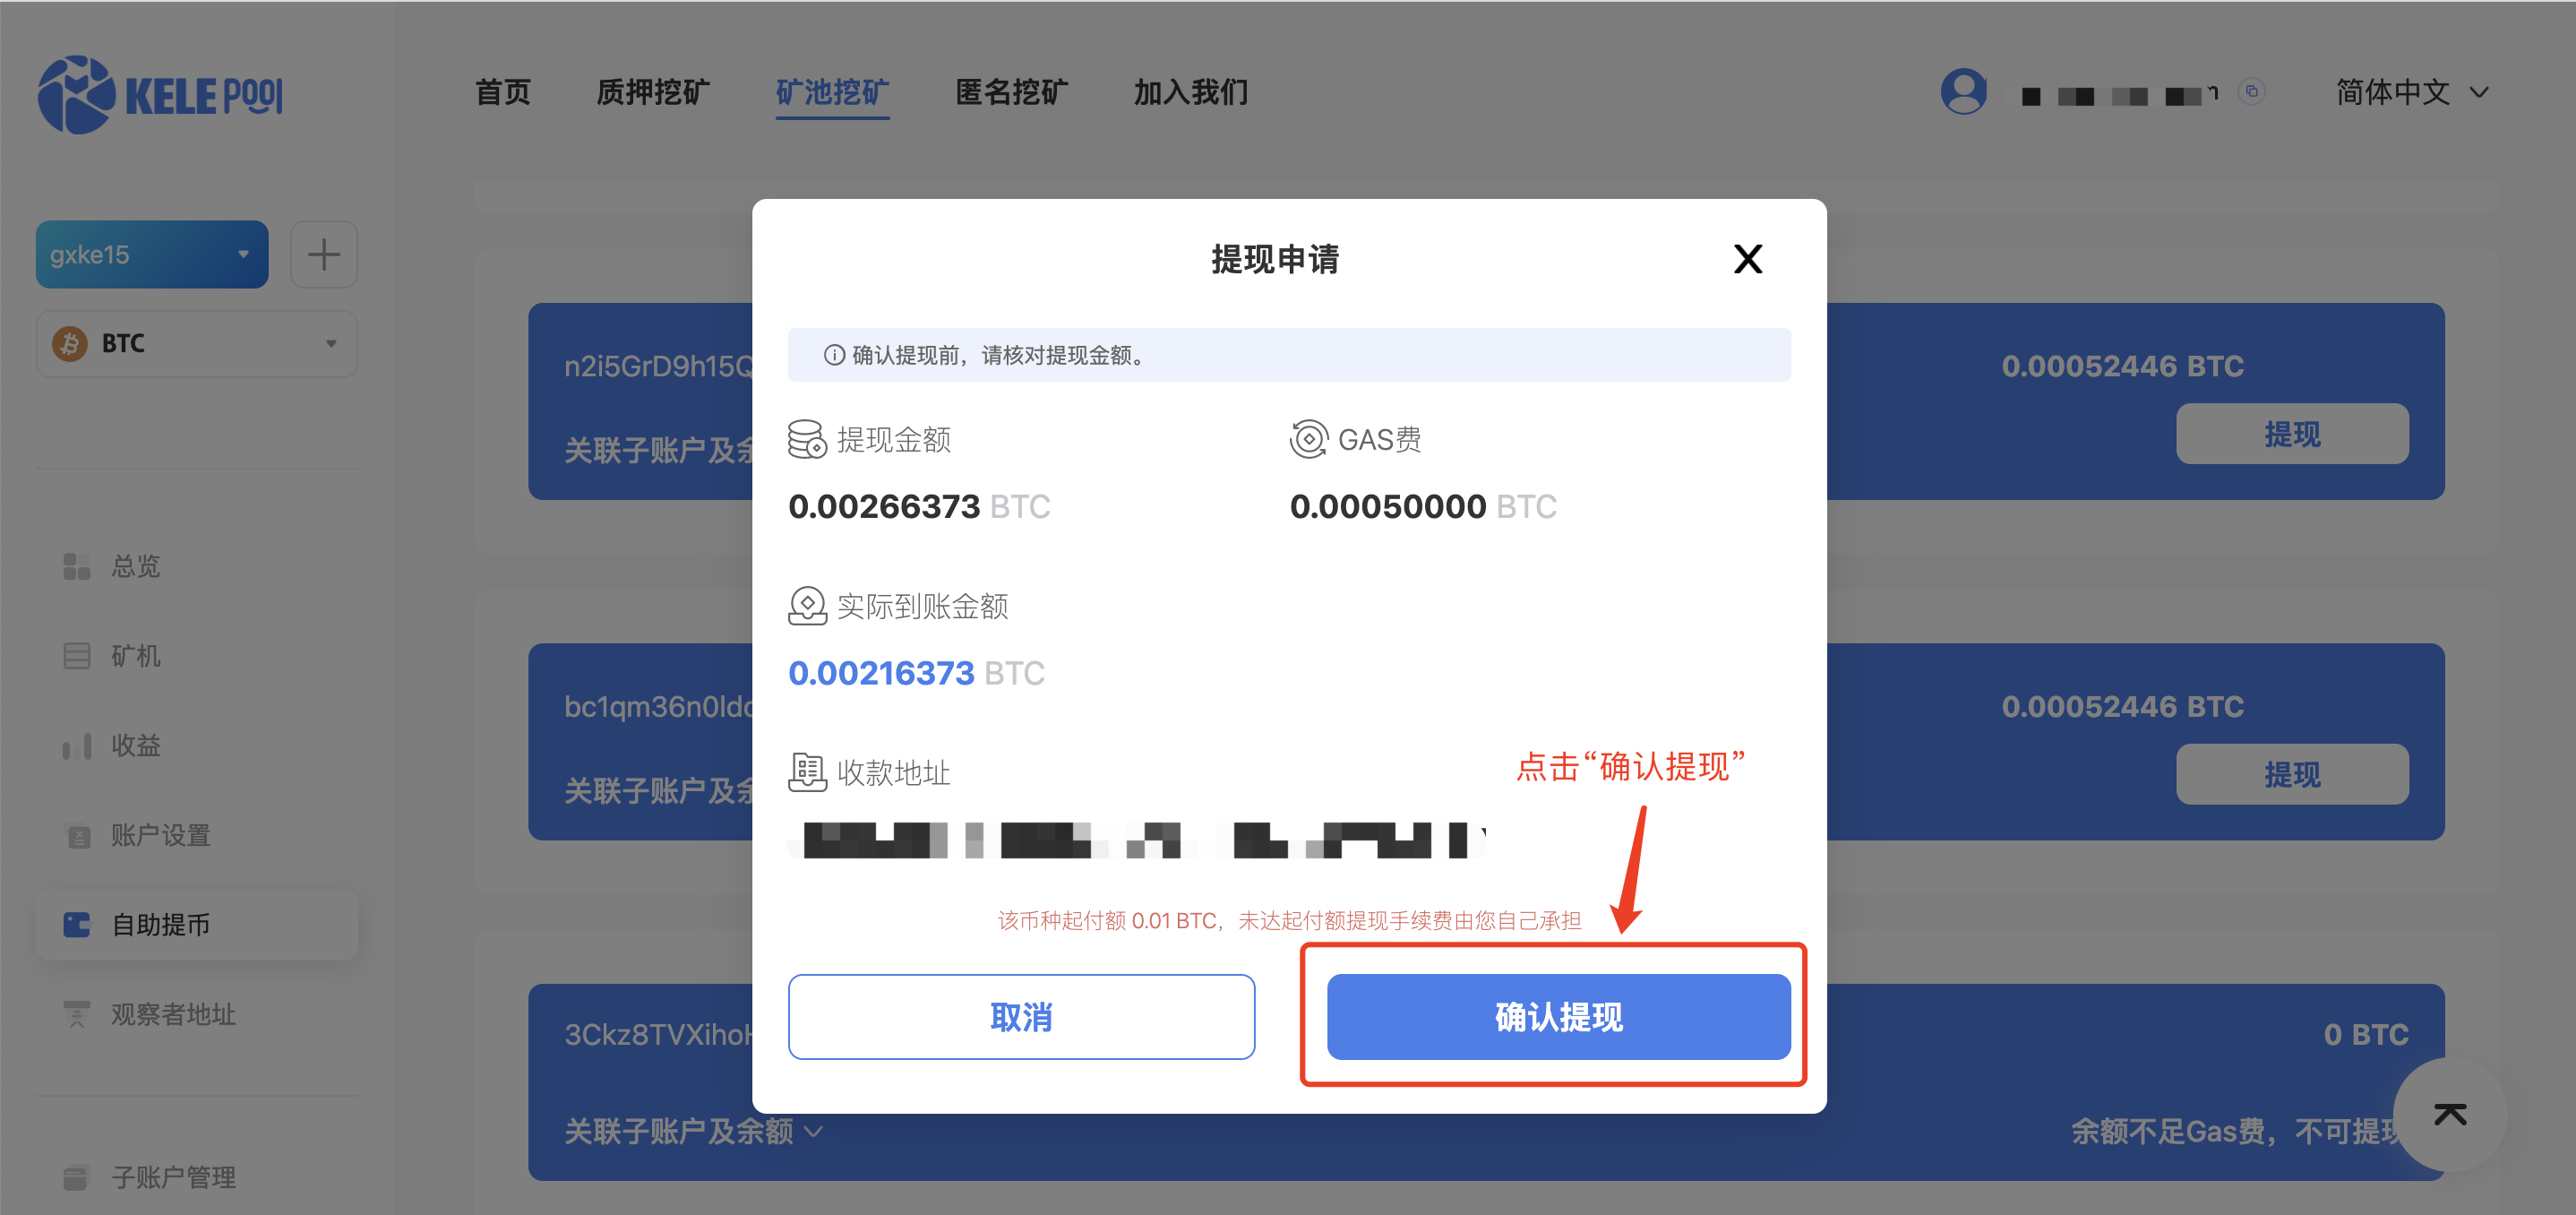 KELE POOl
首页
质押挖矿
矿池挖矿
匿名挖矿
加入我们
简体中文
gxke15
BTC
总览
矿机
收益
账户设置
自助提币
观察者地址
子账户管理
n2i5GrD9h15Q
0.00052446 BTC
关联子账户及余
提现
bc1qm36n0ldc
0.00052446 BTC
关联子账户及余
提现
3Ckz8TVXihoH
0 BTC
关联子账户及余额
余额不足Gas费，不可提现
提现申请
X
确认提现前，请核对提现金额。
提现金额
GAS费
0.00266373 BTC
0.00050000 BTC
实际到账金额
0.00216373 BTC
收款地址
点击“确认提现”
该币种起付额 0.01 BTC，未达起付额提现手续费由您自己承担
取消
确认提现